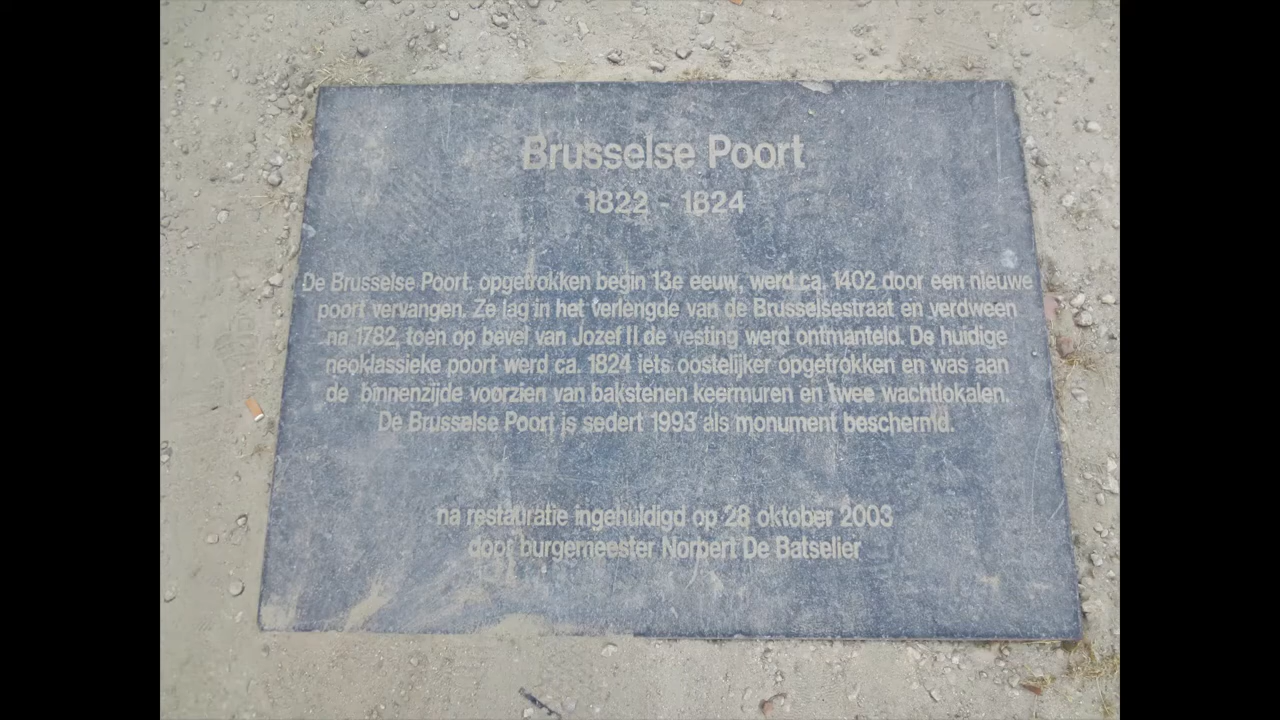 Brusselse Poort
1822 - 1824
De Brusselse Poort, opgetrokken begin 13e eeuw, werd ca. 1402 door een nieuwe
poort vervangen. Ze lag in het verlengde van de Brusselsestraat en verdween
na 1782, toen op bevel van Jozef II de vesting werd ontmanteld. De huidige
neoklassieke poort werd ca. 1824 iets oostelijker opgetrokken en was aan
de binnenzijde voorzien van bakstenen keermuren en twee wachtlokalen.
De Brusselse Poort is sedert 1993 als monument beschermd.
na restauratie ingehuldigd op 28 oktober 2003
door burgemeester Norbert De Batselier